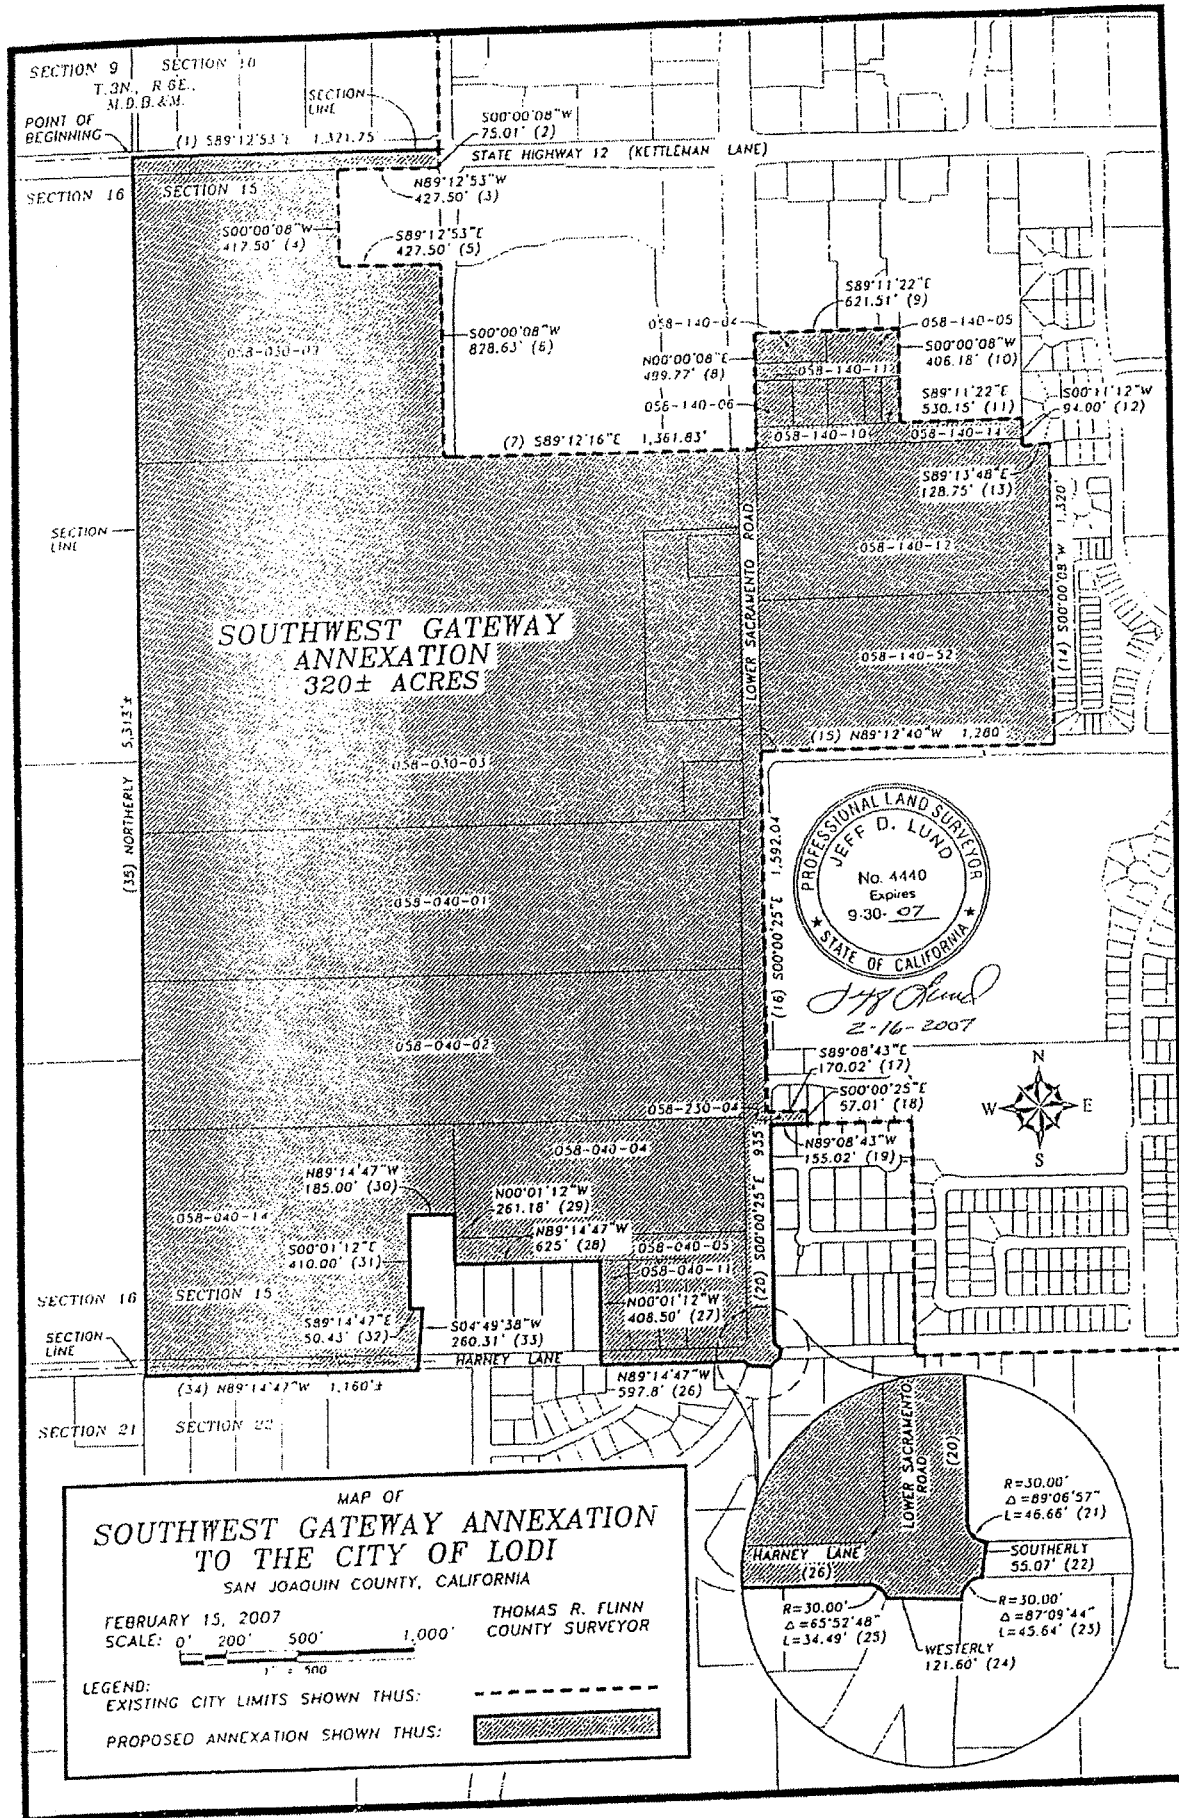 SECTION 9
SECTION 10
T.3N., R.6E.,
M.D.B.&M.
SECTION
LINE
POINT OF
BEGINNING
(1) S89°12'53"E 1,321.75'
S00°00'08"W
75.01' (2)
STATE HIGHWAY 12 (KETTLEMAN LANE)
SECTION 16
SECTION 15
N89°12'53"W
427.50' (3)
S00°00'08"W
417.50' (4)
S89°12'53"E
427.50' (5)
S89°11'22"E
621.51' (9)
058-140-04
058-140-05
S00°00'08"W
828.63' (6)
058-030-09
N00°00'08"E
499.77' (8)
S00°00'08"W
406.18' (10)
058-140-11
058-140-06
S89°11'22"E
530.15' (11)
S00°11'12"W
94.00' (12)
(7) S89°12'16"E 1,361.83'
058-140-10
058-140-14
S89°13'48"E
128.75' (13)
SECTION
LINE
LOWER SACRAMENTO ROAD
058-140-12
(14) S00°00'08"W 1,320'
SOUTHWEST GATEWAY
ANNEXATION
320± ACRES
058-140-52
(35) NORTHERLY 5,313'±
(15) N89°12'40"W 1,280'
058-030-03
(16) S00°00'25"E 1,592.04
PROFESSIONAL LAND SURVEYOR
JEFF D. LUND
No. 4440
Expires
9-30-07
STATE OF CALIFORNIA
Jeff Lund
2-16-2007
058-040-01
058-040-02
S89°08'43"E
170.02' (17)
058-230-04
S00°00'25"E
57.01' (18)
N
W E
S
N89°08'43"W
155.02' (19)
058-040-04
(20) S00°00'25"E 935'
N89°14'47"W
185.00' (30)
N00°01'12"W
261.18' (29)
058-040-14
N89°14'47"W
625' (28)
058-040-05
058-040-11
S00°01'12"E
410.00' (31)
SECTION 16
SECTION 15
N00°01'12"W
408.50' (27)
S89°14'47"E
50.43' (32)
S04°49'38"W
260.31' (33)
SECTION
LINE
HARNEY LANE
(34) N89°14'47"W 1,160'±
N89°14'47"W
597.8' (26)
SECTION 21
SECTION 22
LOWER SACRAMENTO
ROAD
(20)
R=30.00'
Δ=89°06'57"
L=46.66' (21)
HARNEY LANE
(26)
SOUTHERLY
55.07' (22)
R=30.00'
Δ=65°52'48"
L=34.49' (25)
R=30.00'
Δ=87°09'44"
L=45.64' (23)
WESTERLY
121.60' (24)
MAP OF
SOUTHWEST GATEWAY ANNEXATION
TO THE CITY OF LODI
SAN JOAQUIN COUNTY, CALIFORNIA
FEBRUARY 15, 2007
THOMAS R. FLINN
COUNTY SURVEYOR
SCALE: 0' 200' 500' 1,000'
1" = 500
LEGEND:
EXISTING CITY LIMITS SHOWN THUS:
PROPOSED ANNEXATION SHOWN THUS: